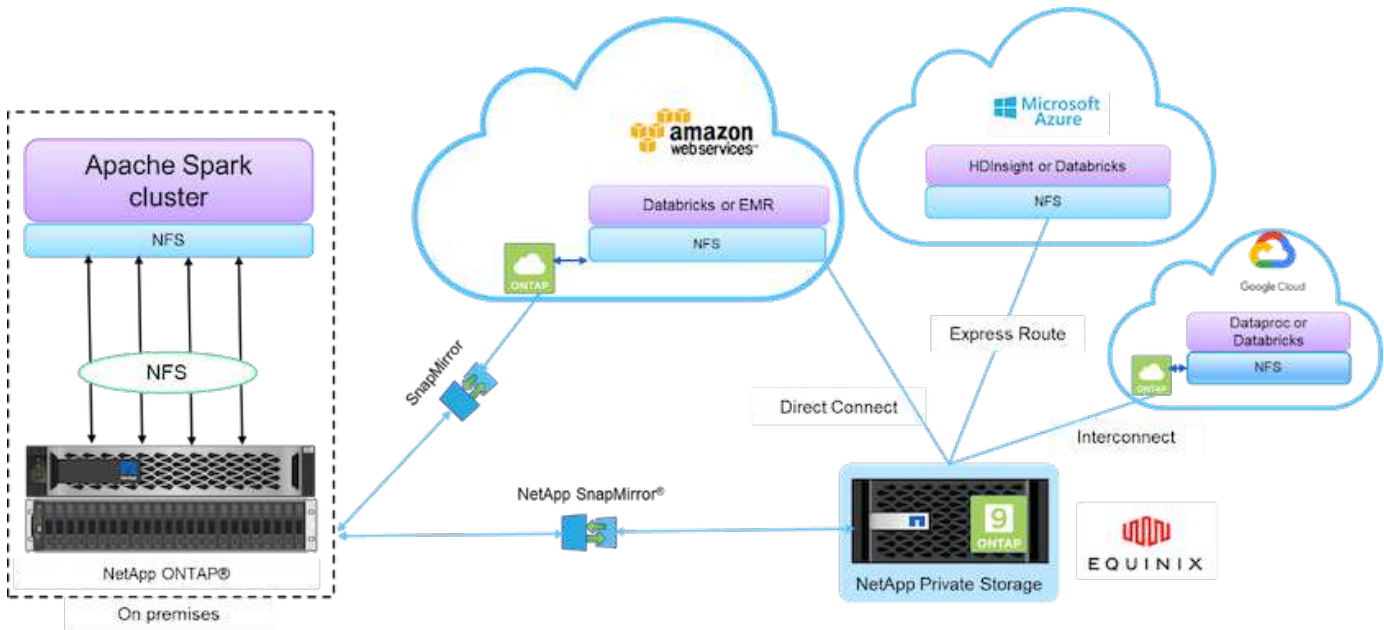 Apache Spark
cluster
NFS
NFS
NetApp ONTAP®
On premises
amazon
webservices™
Databricks or EMR
NFS
ONTAP
SnapMirror
NetApp SnapMirror®
Microsoft
Azure
HDInsight or Databricks
NFS
Google Cloud
Dataproc or
Databricks
NFS
ONTAP
Express Route
Direct Connect
Interconnect
9
ONTAP
NetApp Private Storage
EQUINIX